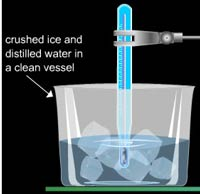 crushed ice and
distilled water in
a clean vessel